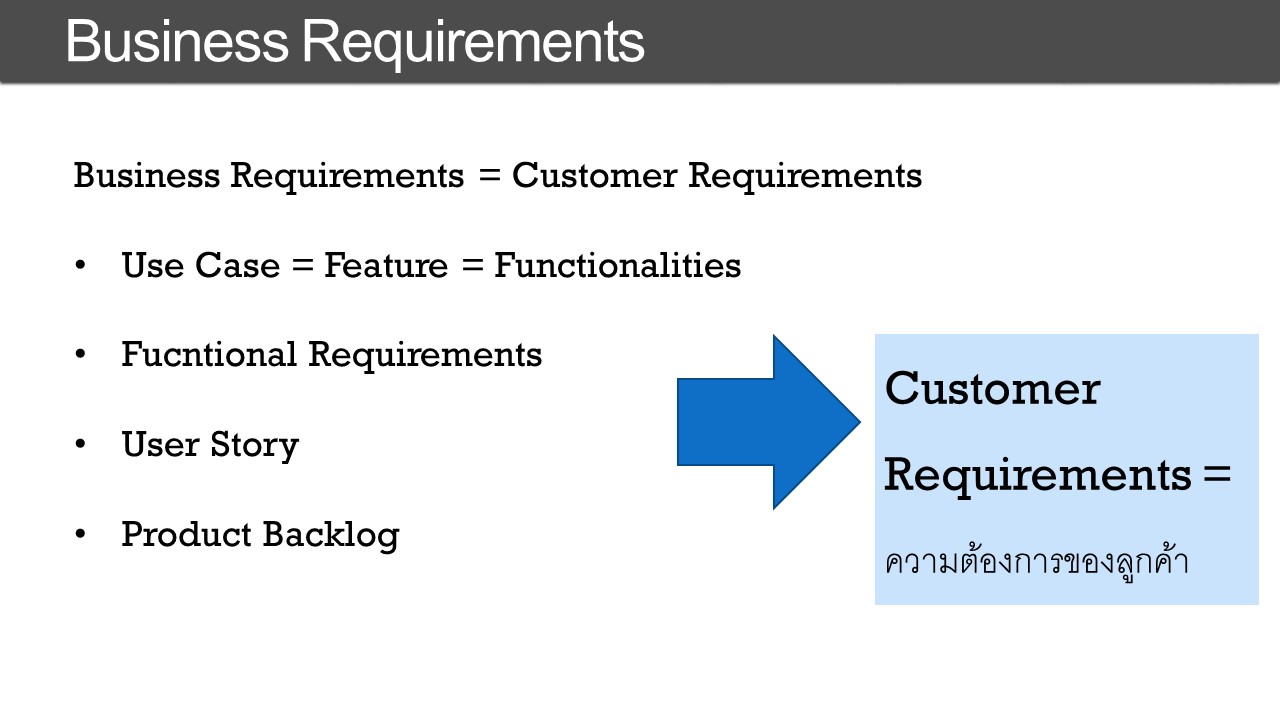 Business Requirements
Business Requirements = Customer Requirements
• Use Case = Feature = Functionalities
• Fucntional Requirements
• User Story
• Product Backlog
Customer
Requirements =
ความต้องการของลูกค้า